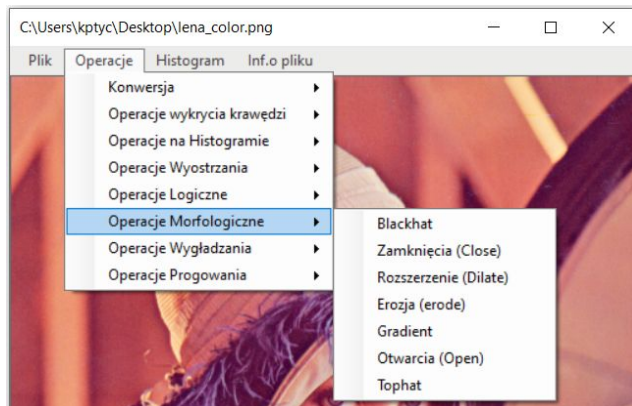 C:\Users\kptyc\Desktop\lena_color.png
Plik Operacje Histogram Inf.o pliku
Konwersja
Operacje wykrycia krawędzi
Operacje na Histogramie
Operacje Wyostrzania
Operacje Logiczne
Operacje Morfologiczne
Operacje Wygładzania
Operacje Progowania
Blackhat
Zamknięcia (Close)
Rozszerzenie (Dilate)
Erozja (erode)
Gradient
Otwarcia (Open)
Tophat